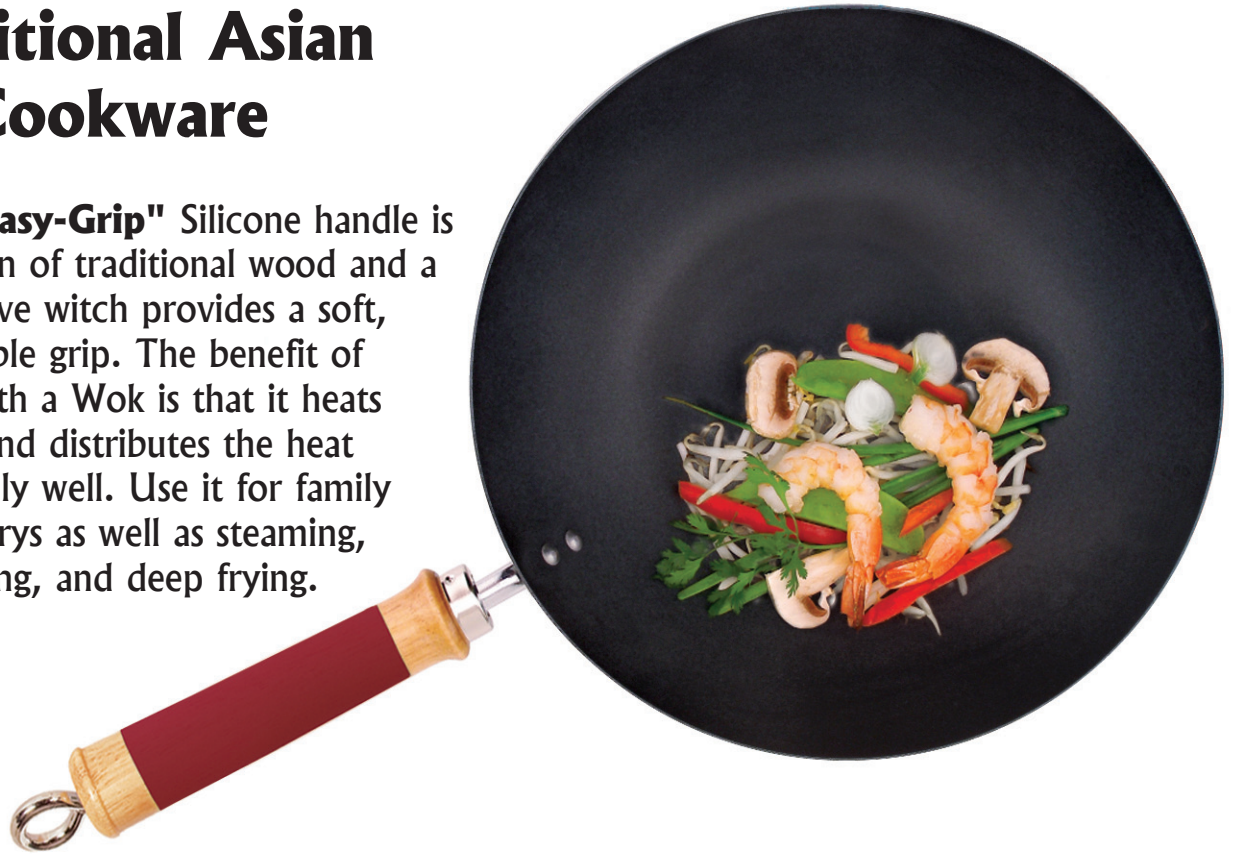 itional Asian
Cookware
asy-Grip" Silicone handle is
n of traditional wood and a
ve witch provides a soft,
ble grip. The benefit of
th a Wok is that it heats
nd distributes the heat
ly well. Use it for family
rys as well as steaming,
ng, and deep frying.